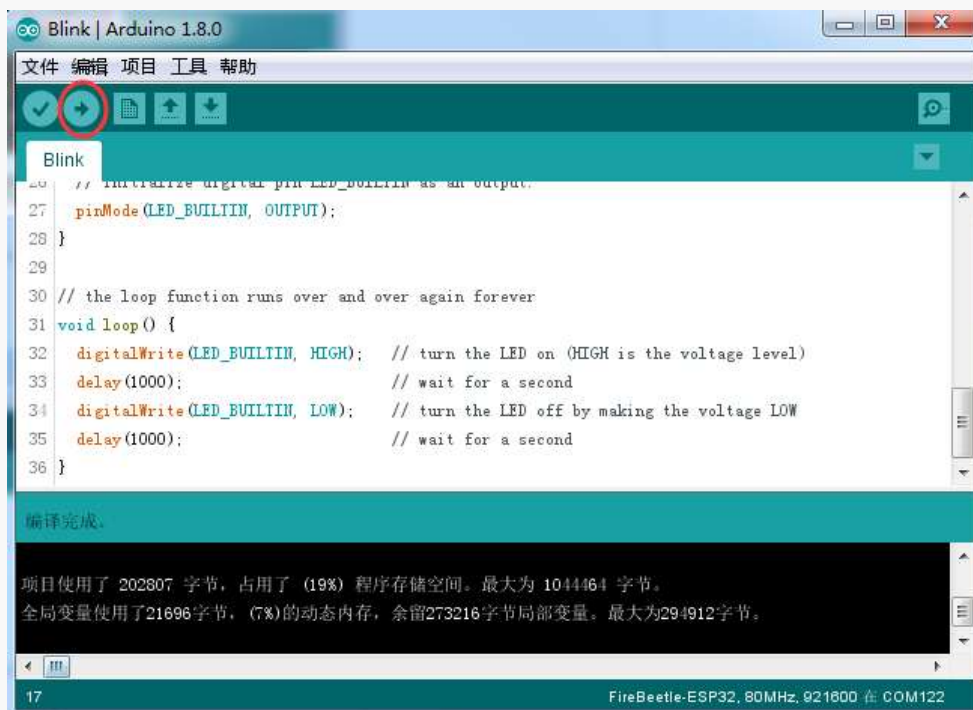 Blink | Arduino 1.8.0
文件 编辑 项目 工具 帮助
Blink
26 // initialize digital pin LED_BUILTIN as an output.
27 pinMode(LED_BUILTIN, OUTPUT);
28 }
29
30 // the loop function runs over and over again forever
31 void loop() {
32 digitalWrite(LED_BUILTIN, HIGH); // turn the LED on (HIGH is the voltage level)
33 delay(1000); // wait for a second
34 digitalWrite(LED_BUILTIN, LOW); // turn the LED off by making the voltage LOW
35 delay(1000); // wait for a second
36 }
编译完成。
项目使用了 202807 字节，占用了 (19%) 程序存储空间。最大为 1044464 字节。
全局变量使用了21696字节，(7%)的动态内存，余留273216字节局部变量。最大为294912字节。
17 FireBeetle-ESP32, 80MHz, 921600 在 COM122